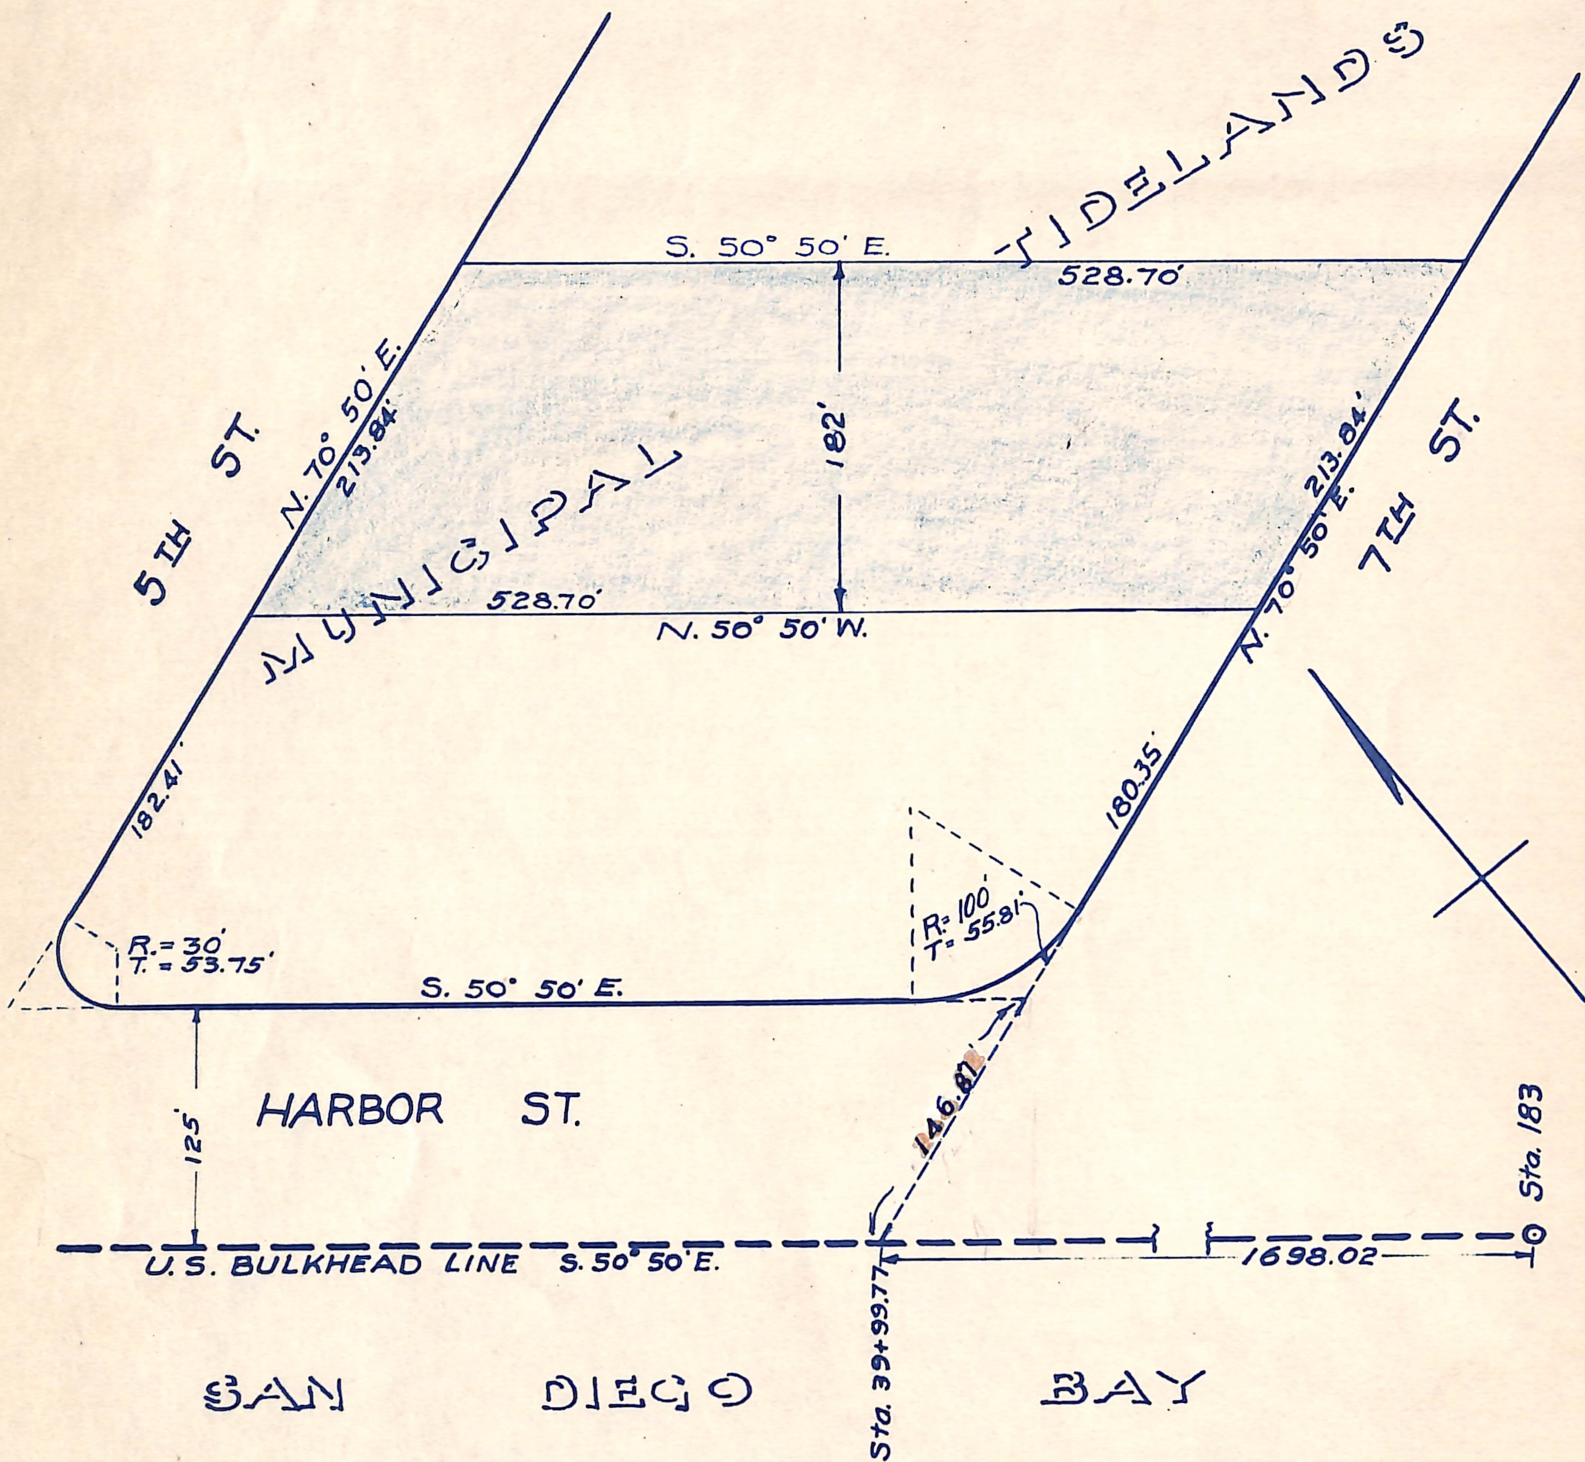 TIDELANDS
S. 50° 50' E.
528.70'
N. 70° 50' E.
213.84'
182'
213.84'
N. 70° 50' E.
5TH ST.
7TH ST.
MUNICIPAL
528.70'
N. 50° 50' W.
182.41'
180.35'
R.= 30'
T. = 53.75'
R.= 100'
T= 55.81'
S. 50° 50' E.
146.87'
125'
HARBOR ST.
Sta. 183
U.S. BULKHEAD LINE S. 50° 50' E.
1698.02
Sta. 39+99.77
SAN DIEGO BAY